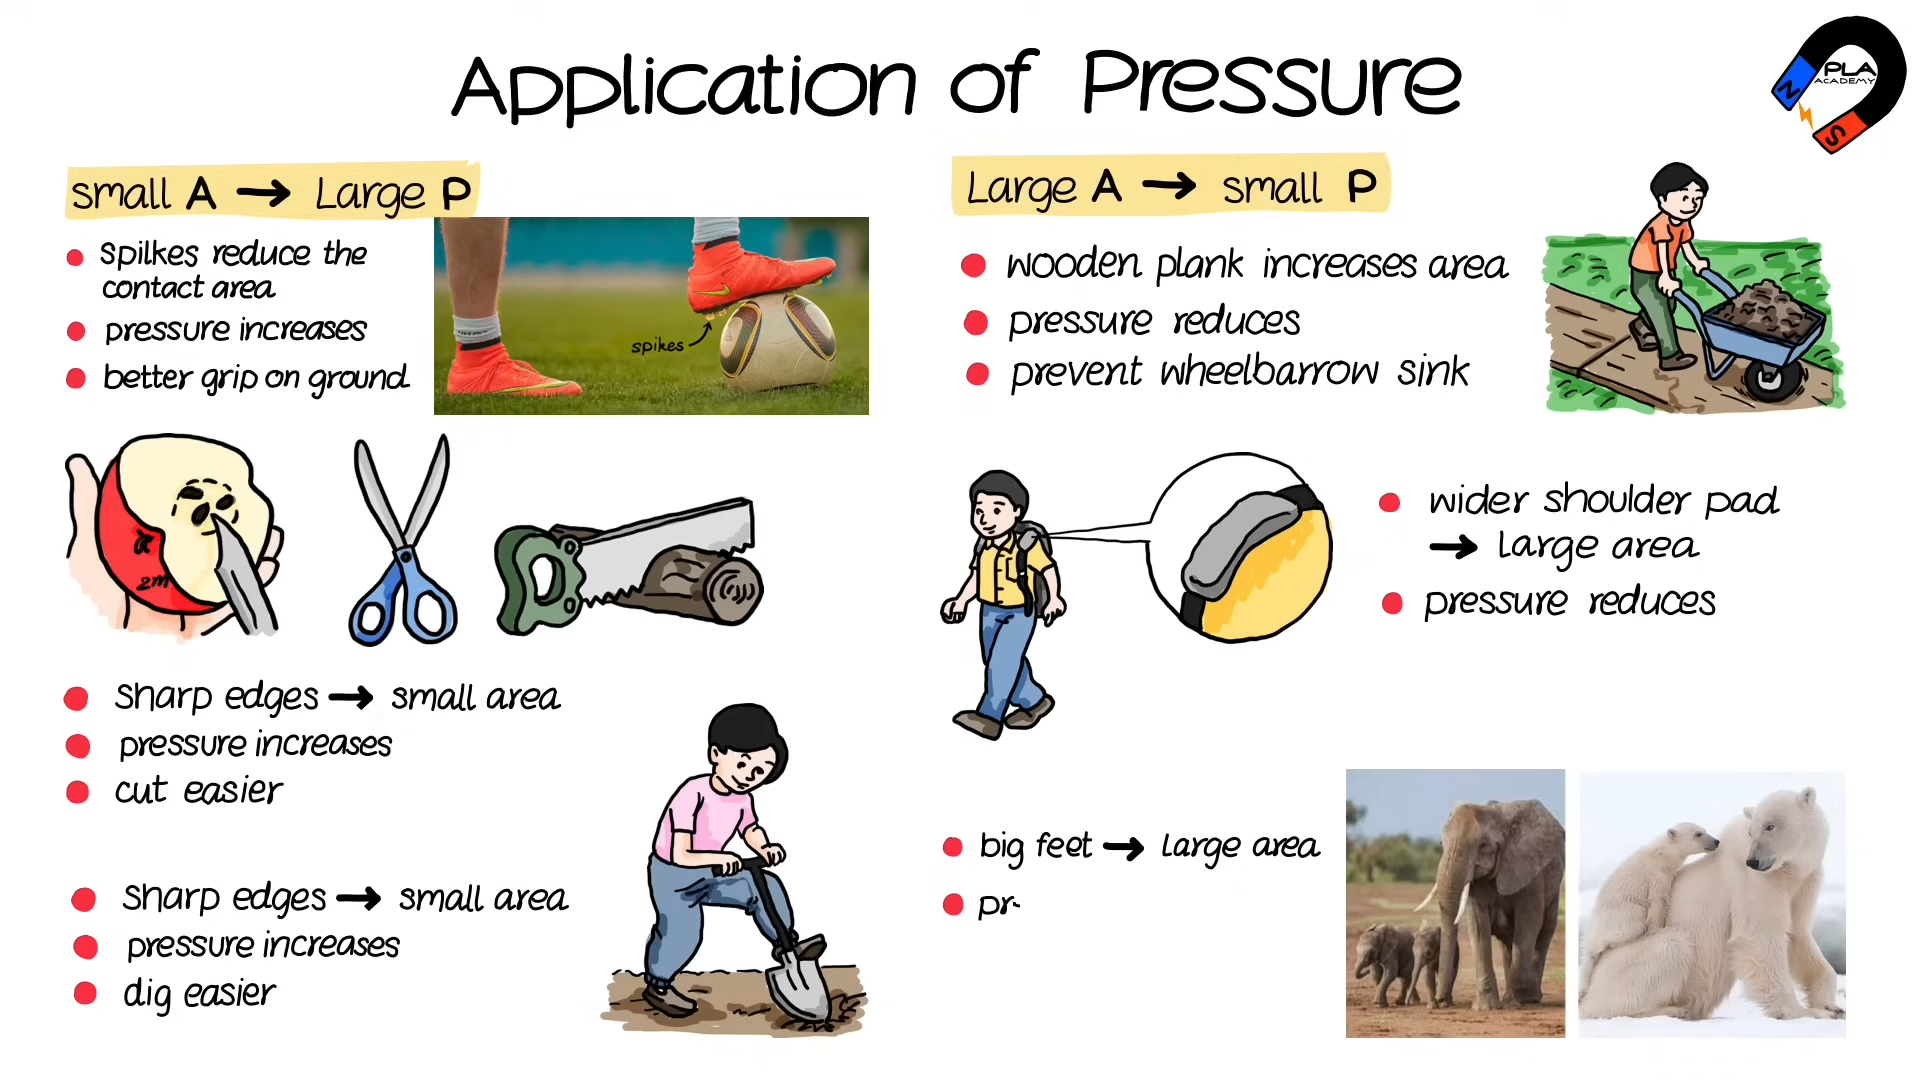 Application of Pressure
PLA
ACADEMY
N
S
small A → Large P
spilkes reduce the
contact area
pressure increases
better grip on ground
spikes
sharp edges → small area
pressure increases
cut easier
sharp edges → small area
pressure increases
dig easier
Large A → small P
wooden plank increases area
pressure reduces
prevent wheelbarrow sink
wider shoulder pad
→ large area
pressure reduces
big feet → large area
pr